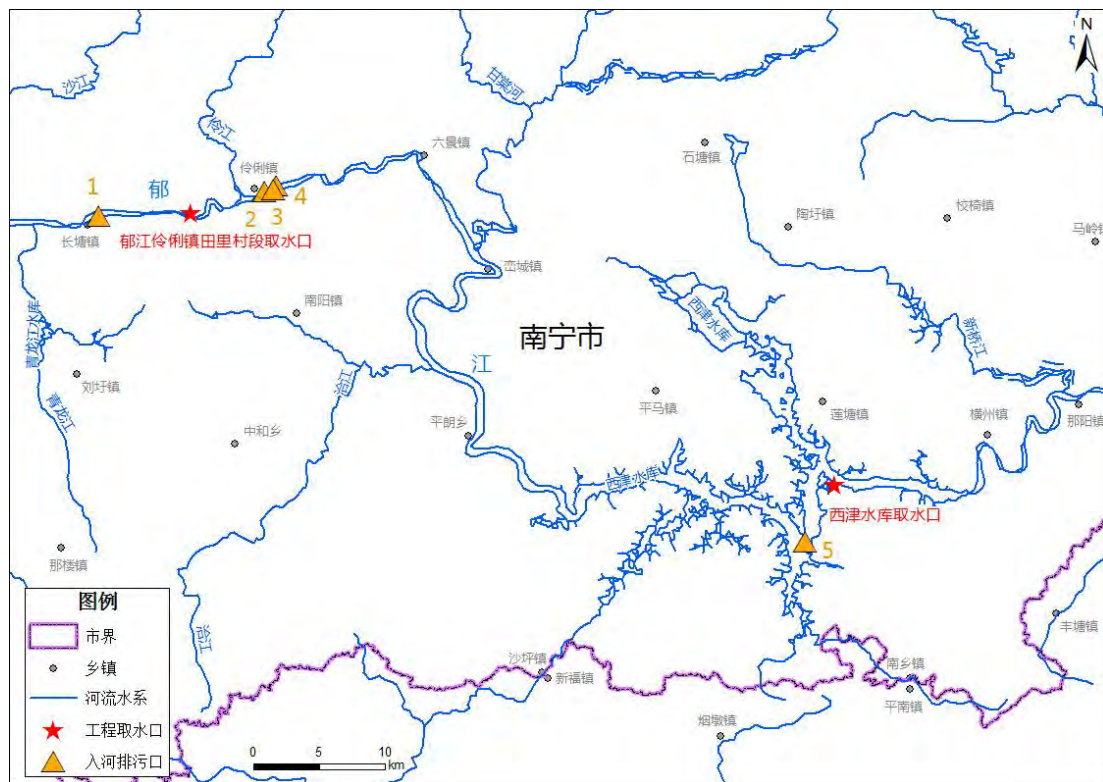 N
沙江
伶江
甘棠河
六景镇
石塘镇
伶俐镇
1
郁
2
3
4
长塘镇
郁江伶俐镇田里村段取水口
陶圩镇
校椅镇
马岭镇
峦城镇
南阳镇
青龙江水库
西津水库
南宁市
新桥江
江
刘圩镇
青龙江
沿江
平马镇
莲塘镇
横州镇
那阳镇
中和乡
平朗乡
西津水库
西津水库取水口
5
那楼镇
沿江
丰塘镇
沙坪镇
新福镇
南乡镇
平南镇
烟墩镇
图例
市界
乡镇
河流水系
工程取水口
入河排污口
0 5 10
km